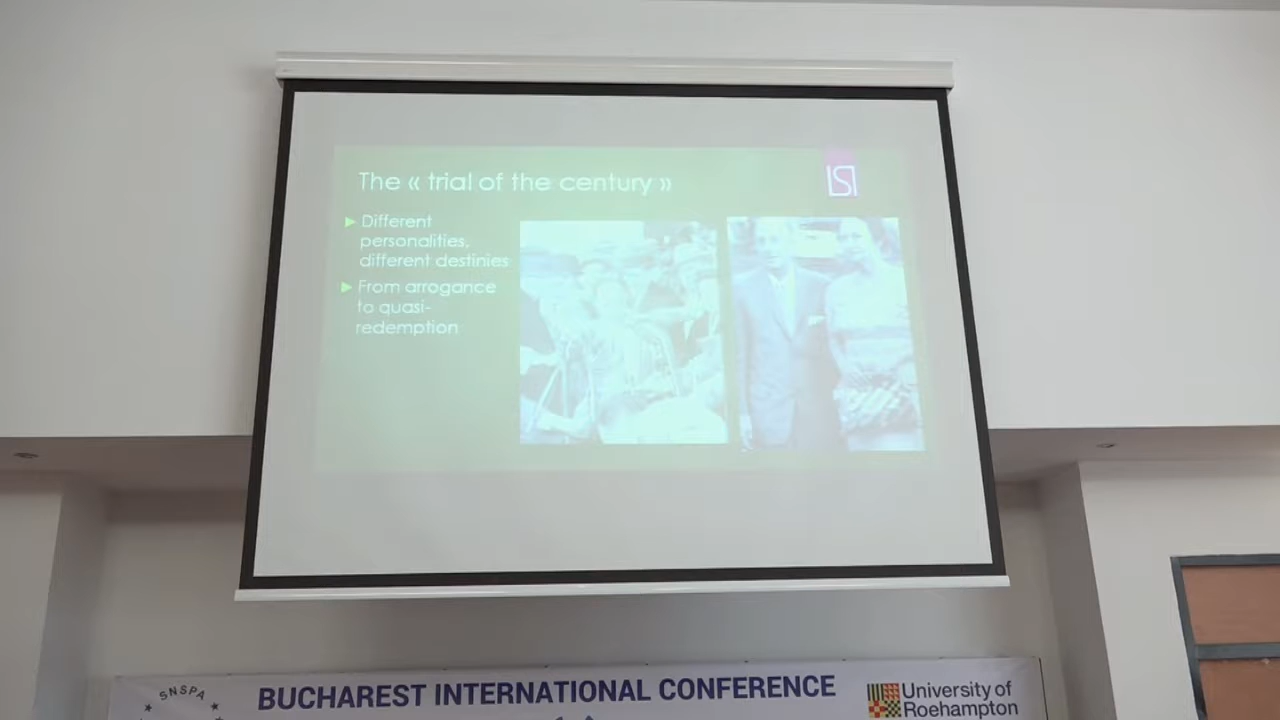 The « trial of the century »
LSI
Different
personalities,
different destinies
From arrogance
to quasi-
redemption
SNSPA
BUCHAREST INTERNATIONAL CONFERENCE
University of
Roehampton